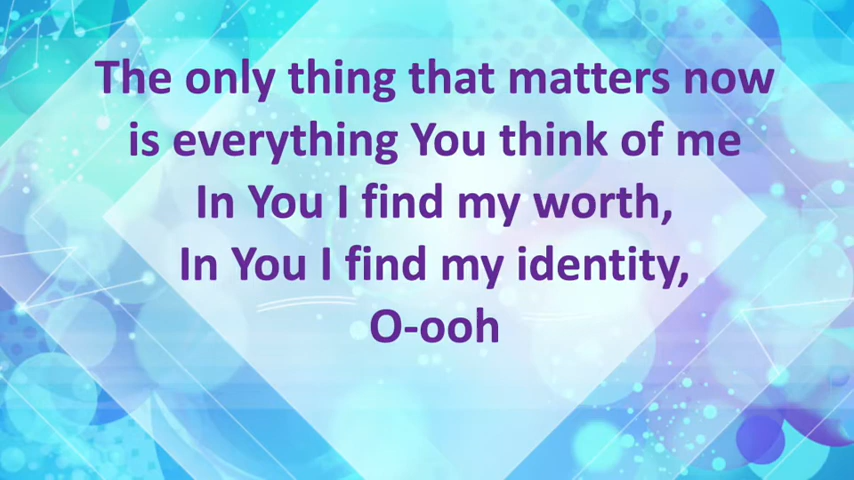 The only thing that matters now
is everything You think of me
In You I find my worth,
In You I find my identity,
O-ooh